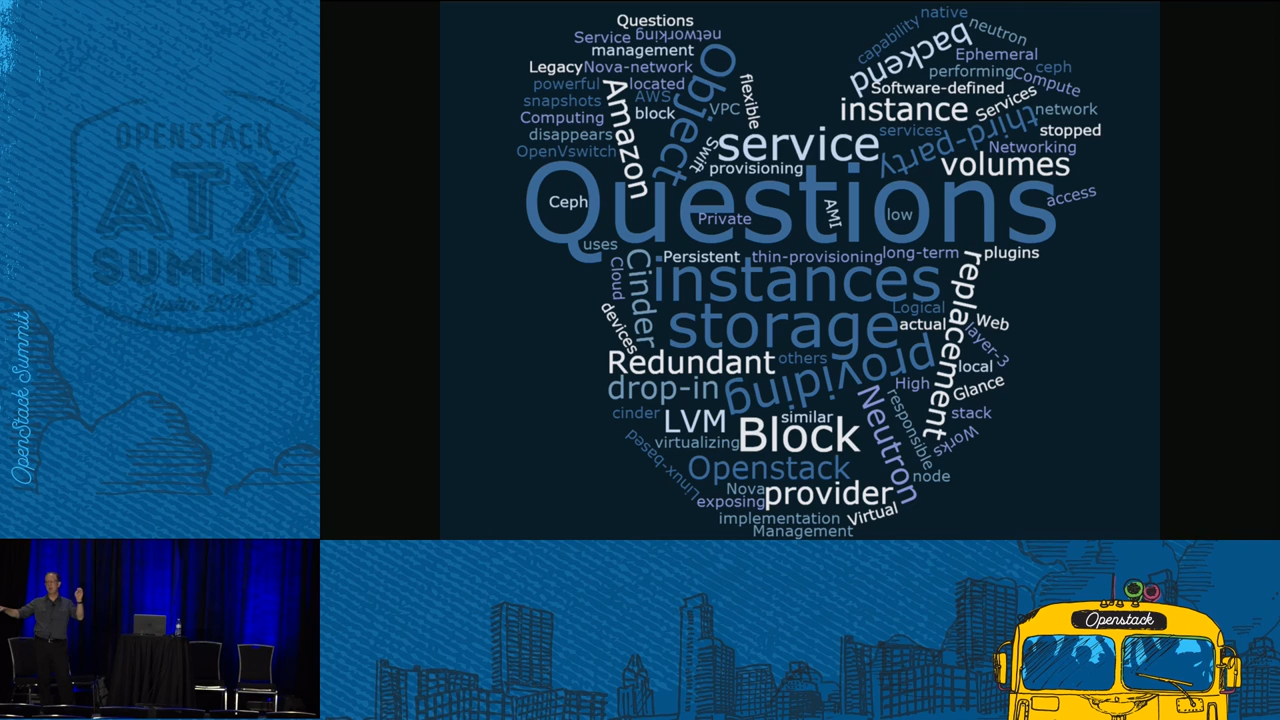 OPENSTACK
ATX
SUMMIT
OpenStack Summit
Questions
Service
networking
management
Legacy
Nova-network
powerful
located
snapshots
AWS
Computing
block
disappears
OpenVswitch
Amazon
Object
Swift
VPC
flexible
service
provisioning
native
capability
backend
neutron
Ephemeral
performing
ceph
Compute
Software-defined
instance
Services
network
services
third-party
stopped
Networking
volumes
access
Questions
Ceph
Private
AMI
low
uses
Persistent
thin-provisioning
long-term
plugins
Cloud
Cinder
instances
replacement
devices
storage
Logical
actual
Web
layer-3
Redundant
others
providing
local
drop-in
High
Glance
cinder
LVM
similar
Neutron
responsible
stack
virtualizing
Block
Works
Linux-based
Openstack
node
Nova
exposing
provider
implementation
Virtual
Management
Openstack